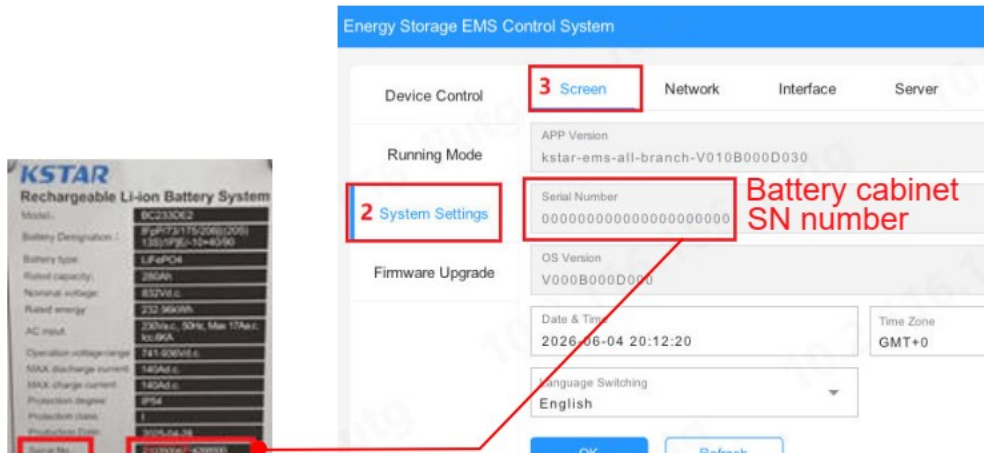 Energy Storage EMS Control System
Device Control
3 Screen
Network
Interface
Server
APP Version
kstar-ems-all-branch-V010B000D030
Running Mode
2 System Settings
Serial Number
Battery cabinet
SN number
Firmware Upgrade
OS Version
V000B000D000
Date & Time
2026-06-04 20:12:20
Time Zone
GMT+0
Language Switching
English
OK
Refresh
KSTAR
Rechargeable Li-ion Battery System
Model:
BC233DE2
Battery Designation:
Battery type:
LiFePO4
Rated capacity:
280Ah
Nominal voltage:
832Vd.c.
Rated energy:
232.96kWh
AC input:
230Va.c., 50Hz, Max 17Aa.c.
Operation voltage range:
741-936Vd.c.
MAX discharge current:
140Ad.c.
MAX charge current:
140Ad.c.
Protection degree:
IP54
Protection class:
I
Production Date:
2025-04-28
Serial No.: